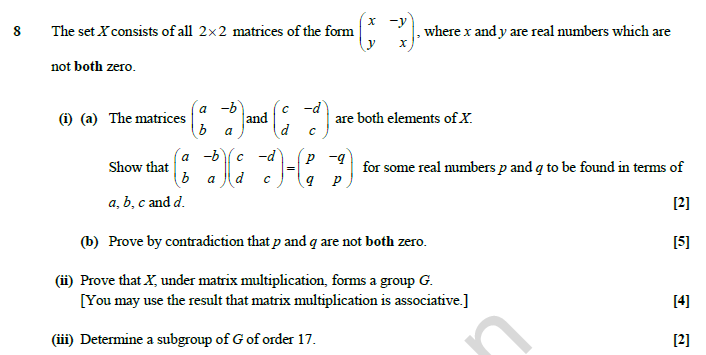 8 The set X consists of all 2×2 matrices of the form \begin{pmatrix} x & -y \\ y & x \end{pmatrix}, where x and y are real numbers which are
not both zero.
(i) (a) The matrices \begin{pmatrix} a & -b \\ b & a \end{pmatrix} and \begin{pmatrix} c & -d \\ d & c \end{pmatrix} are both elements of X.
Show that \begin{pmatrix} a & -b \\ b & a \end{pmatrix}\begin{pmatrix} c & -d \\ d & c \end{pmatrix} = \begin{pmatrix} p & -q \\ q & p \end{pmatrix} for some real numbers p and q to be found in terms of
a, b, c and d. [2]
(b) Prove by contradiction that p and q are not both zero. [5]
(ii) Prove that X, under matrix multiplication, forms a group G.
[You may use the result that matrix multiplication is associative.] [4]
(iii) Determine a subgroup of G of order 17. [2]